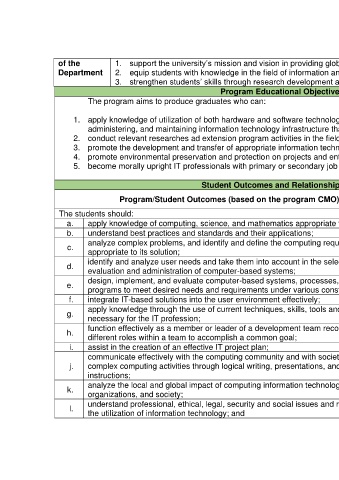 of the
Department
1. support the university's mission and vision in providing glob
2. equip students with knowledge in the field of information an
3. strengthen students' skills through research development a
Program Educational Objective
The program aims to produce graduates who can:
1. apply knowledge of utilization of both hardware and software technolog
administering, and maintaining information technology infrastructure tha
2. conduct relevant researches ad extension program activities in the field
3. promote the development and transfer of appropriate information techn
4. promote environmental preservation and protection on projects and ent
5. become morally upright IT professionals with primary or secondary job
Student Outcomes and Relationship
Program/Student Outcomes (based on the program CMO)
The students should:
a. apply knowledge of computing, science, and mathematics appropriate
b. understand best practices and standards and their applications;
c. analyze complex problems, and identify and define the computing requ
appropriate to its solution;
d. identify and analyze user needs and take them into account in the sele
evaluation and administration of computer-based systems;
e. design, implement, and evaluate computer-based systems, processes,
programs to meet desired needs and requirements under various cons
f. integrate IT-based solutions into the user environment effectively;
g. apply knowledge through the use of current techniques, skills, tools and
necessary for the IT profession;
h. function effectively as a member or leader of a development team reco
different roles within a team to accomplish a common goal;
i. assist in the creation of an effective IT project plan;
j. communicate effectively with the computing community and with societ
complex computing activities through logical writing, presentations, and
instructions;
k. analyze the local and global impact of computing information technolog
organizations, and society;
l. understand professional, ethical, legal, security and social issues and r
the utilization of information technology; and